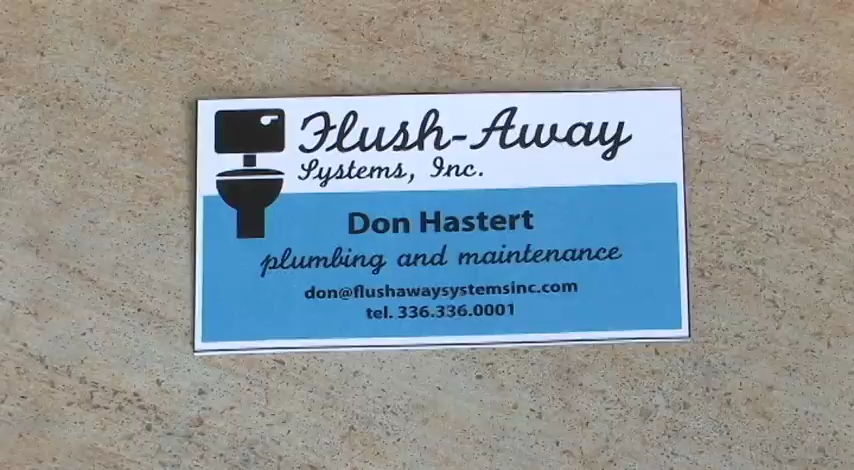 Flush-Away
Systems, Inc.
Don Hastert
plumbing and maintenance
don@flushawaysystemsinc.com
tel. 336.336.0001